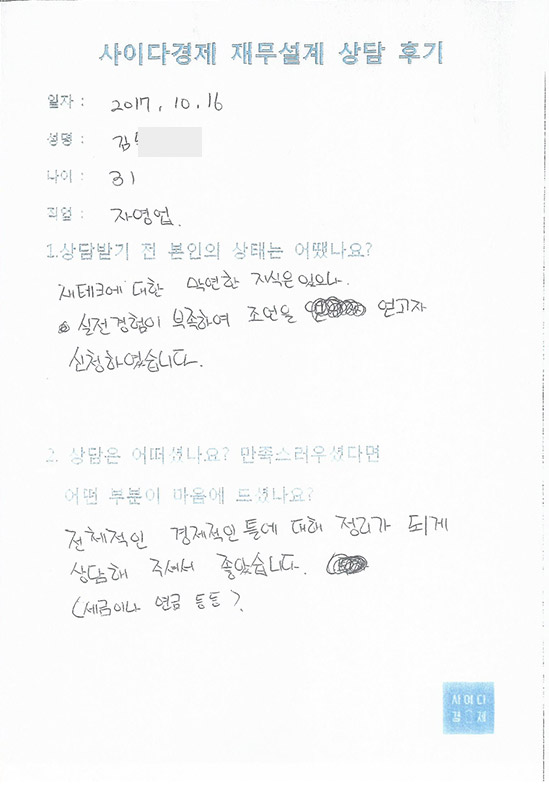 사이다경제 재무설계 상담 후기
일자 : 2017. 10. 16
성명 : 김
나이 : 31
직업 : 자영업.
1.상담받기 전 본인의 상태는 어땠나요?
재테크에 대한 막연한 지식은 있으나.
실전경험이 부족하여 조언을 얻고자
신청하였습니다.
2. 상담은 어떠셨나요? 만족스러우셨다면
어떤 부분이 마음에 드셨나요?
전체적인 경제적인 틀에 대해 정리가 되게
상담해 주셔서 좋았습니다.
(세금이나 연금 등등).
사이다
경제